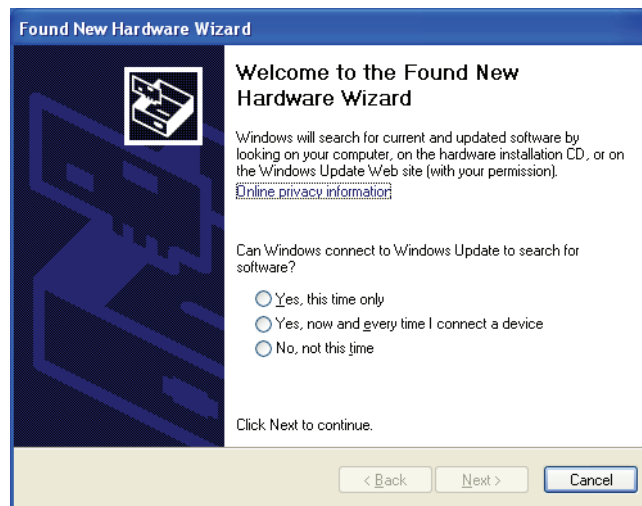 Found New Hardware Wizard
Welcome to the Found New
Hardware Wizard
Windows will search for current and updated software by
looking on your computer, on the hardware installation CD, or on
the Windows Update Web site (with your permission).
Online privacy information
Can Windows connect to Windows Update to search for
software?
Yes, this time only
Yes, now and every time I connect a device
No, not this time
Click Next to continue.
< Back Next > Cancel